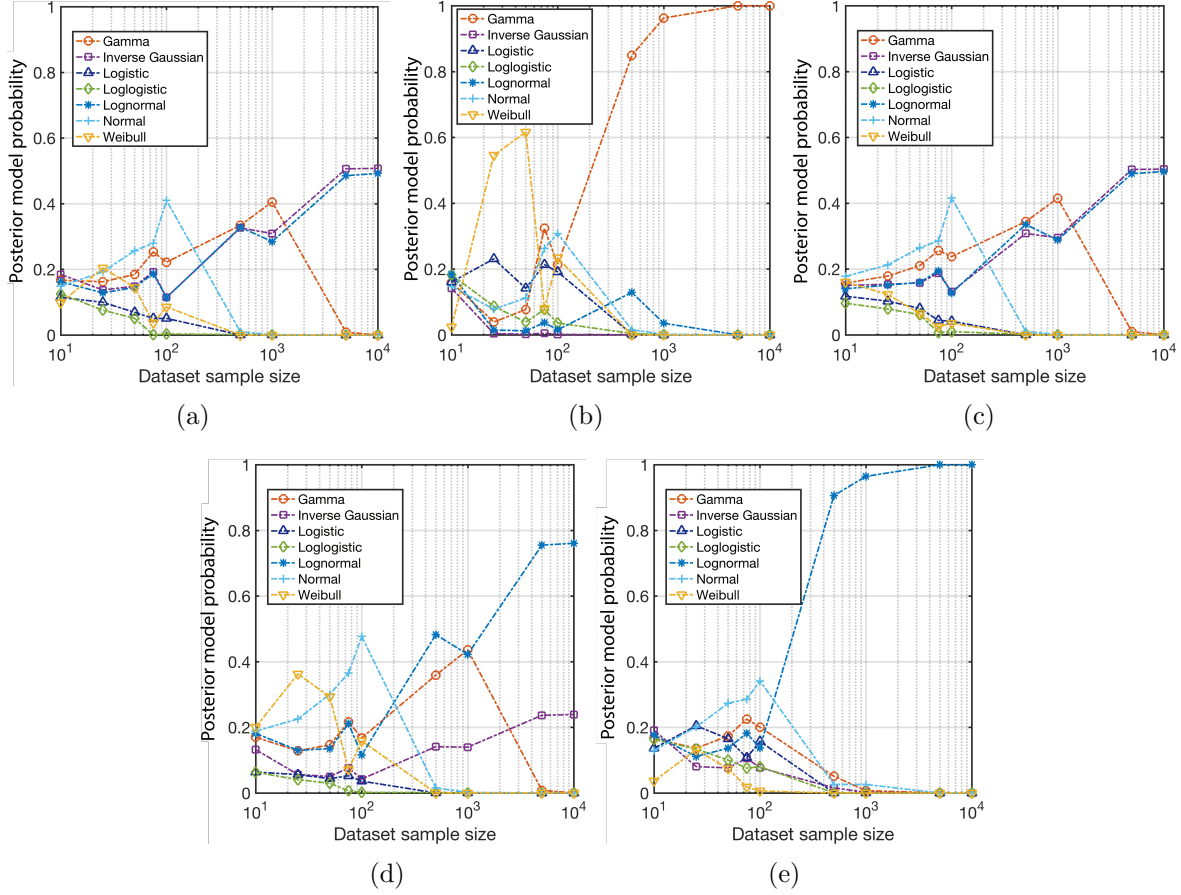 Gamma
Inverse Gaussian
Logistic
Loglogistic
Lognormal
Normal
Weibull
Posterior model probability
1
0.8
0.6
0.4
0.2
0
10^1
10^2
10^3
10^4
Dataset sample size
(a)
Gamma
Inverse Gaussian
Logistic
Loglogistic
Lognormal
Normal
Weibull
Posterior model probability
1
0.8
0.6
0.4
0.2
0
10^1
10^2
10^3
10^4
Dataset sample size
(b)
Gamma
Inverse Gaussian
Logistic
Loglogistic
Lognormal
Normal
Weibull
Posterior model probability
1
0.8
0.6
0.4
0.2
0
10^1
10^2
10^3
10^4
Dataset sample size
(c)
Gamma
Inverse Gaussian
Logistic
Loglogistic
Lognormal
Normal
Weibull
Posterior model probability
1
0.8
0.6
0.4
0.2
0
10^1
10^2
10^3
10^4
Dataset sample size
(d)
Gamma
Inverse Gaussian
Logistic
Loglogistic
Lognormal
Normal
Weibull
Posterior model probability
1
0.8
0.6
0.4
0.2
0
10^1
10^2
10^3
10^4
Dataset sample size
(e)